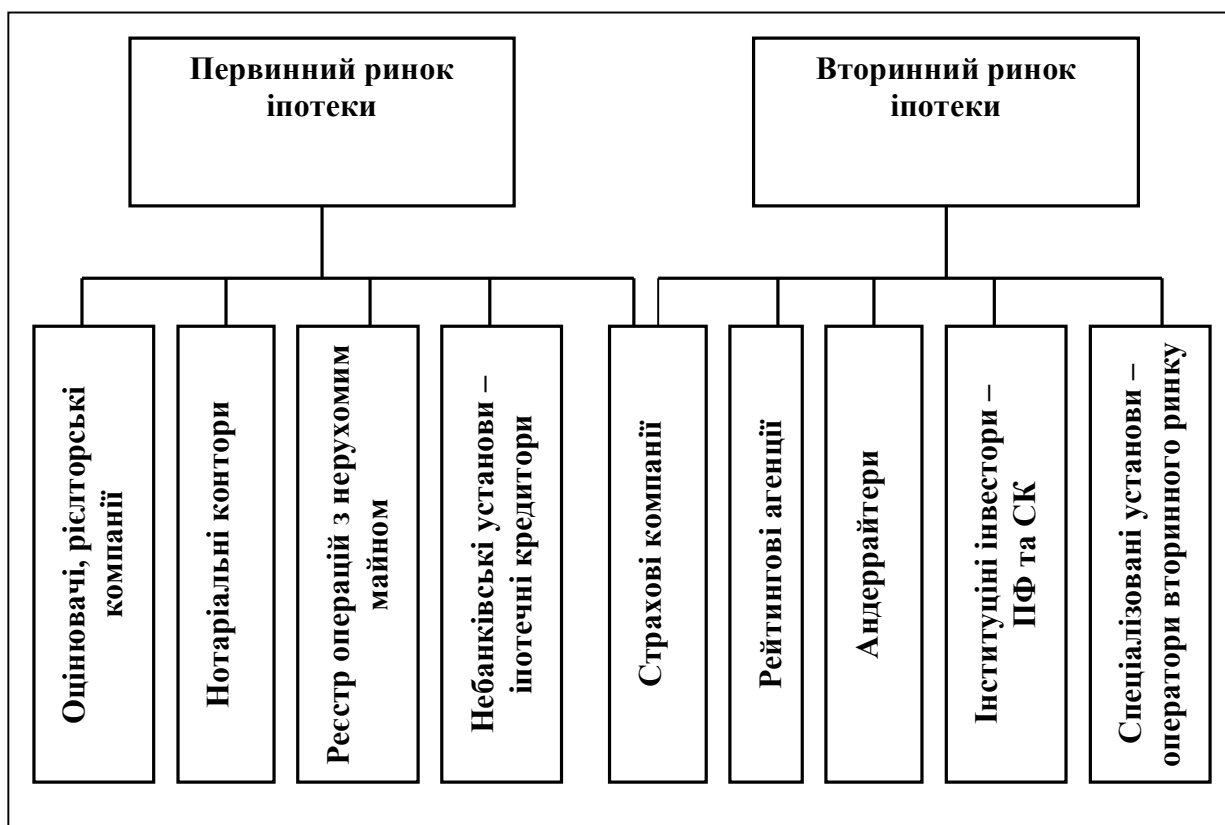 Первинний ринок
іпотеки
Вторинний ринок
іпотеки
Оцінювачі, рієлторські
компанії
Нотаріальні контори
Реєстр операцій з нерухомим
майном
Небанківські установи –
іпотечні кредитори
Страхові компанії
Рейтингові агенції
Андеррайтери
Інституціні інвестори –
ПФ та СК
Спеціалізовані установи –
оператори вторинного ринку